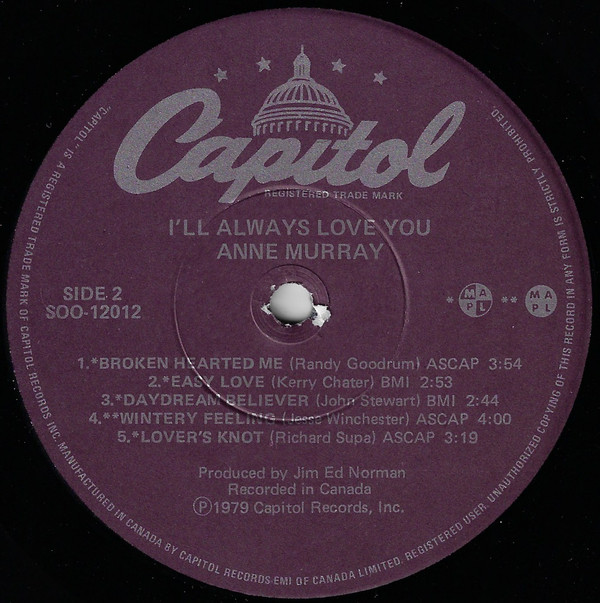 Capitol
REGISTERED TRADE MARK
I'LL ALWAYS LOVE YOU
ANNE MURRAY
SIDE 2
SOO-12012
* MAPL ** MAPL
1.*BROKEN HEARTED ME (Randy Goodrum) ASCAP 3:54
2.*EASY LOVE (Kerry Chater) BMI 2:53
3.*DAYDREAM BELIEVER (John Stewart) BMI 2:44
4.**WINTERY FEELING (Jesse Winchester) ASCAP 4:00
5.*LOVER'S KNOT (Richard Supa) ASCAP 3:19
Produced by Jim Ed Norman
Recorded in Canada
Ⓟ1979 Capitol Records, Inc.
"CAPITOL" IS A REGISTERED TRADE MARK OF CAPITOL RECORDS INC. MANUFACTURED IN CANADA BY CAPITOL RECORDS-EMI OF CANADA LIMITED. REGISTERED USER. UNAUTHORIZED COPYING OF THIS RECORD IN ANY FORM IS STRICTLY PROHIBITED.